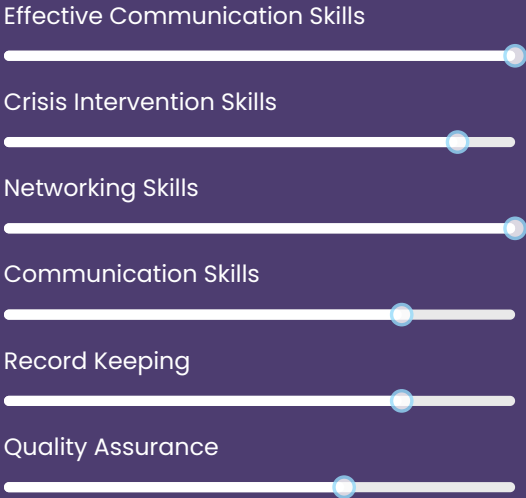 Effective Communication Skills
Crisis Intervention Skills
Networking Skills
Communication Skills
Record Keeping
Quality Assurance